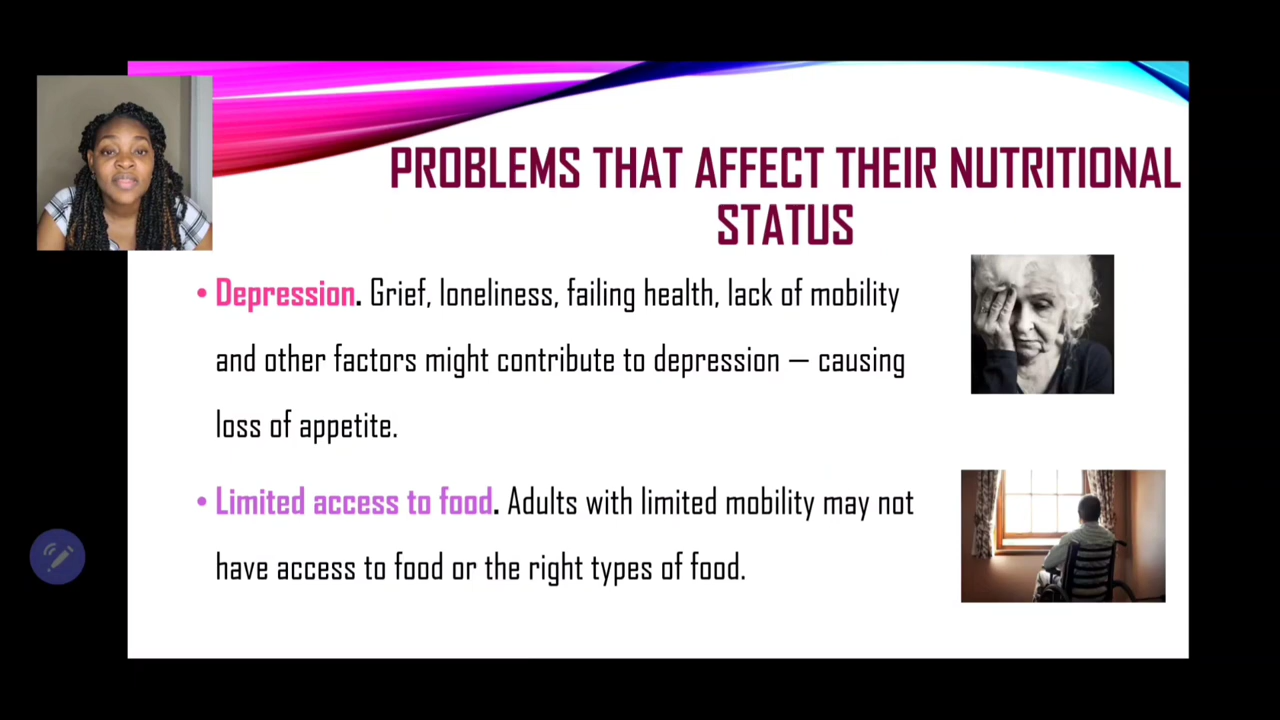 PROBLEMS THAT AFFECT THEIR NUTRITIONAL
STATUS
• Depression. Grief, loneliness, failing health, lack of mobility
and other factors might contribute to depression — causing
loss of appetite.
• Limited access to food. Adults with limited mobility may not
have access to food or the right types of food.